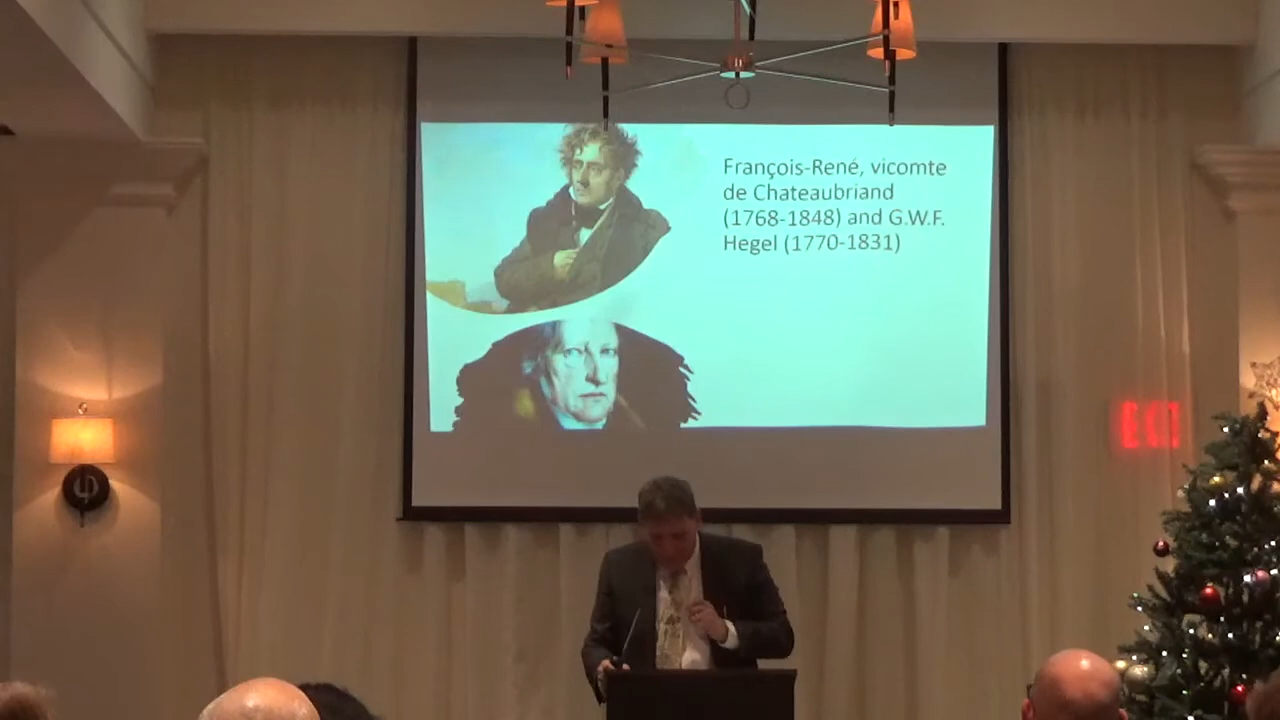 François-René, vicomte
de Chateaubriand
(1768-1848) and G.W.F.
Hegel (1770-1831)
EXIT